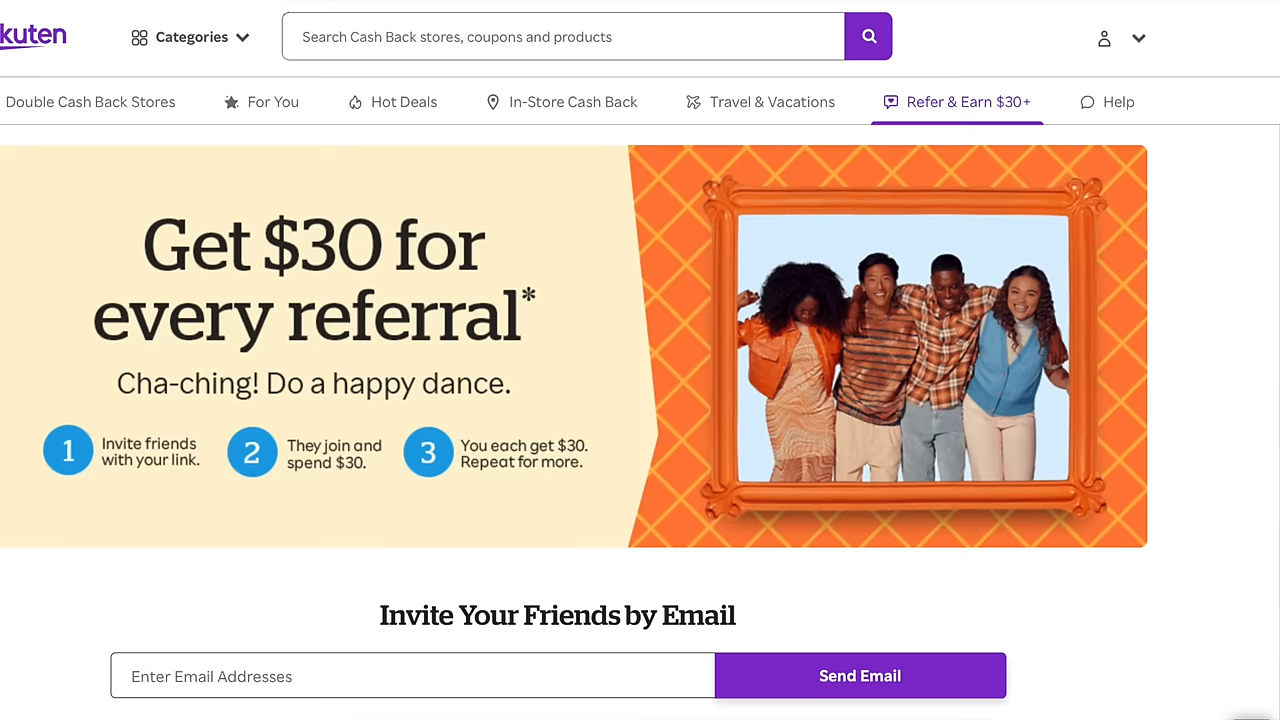 kuten
Categories
Search Cash Back stores, coupons and products
Double Cash Back Stores
For You
Hot Deals
In-Store Cash Back
Travel & Vacations
Refer & Earn $30+
Help
Get $30 for
every referral*
Cha-ching! Do a happy dance.
1
Invite friends
with your link.
2
They join and
spend $30.
3
You each get $30.
Repeat for more.
Invite Your Friends by Email
Enter Email Addresses
Send Email